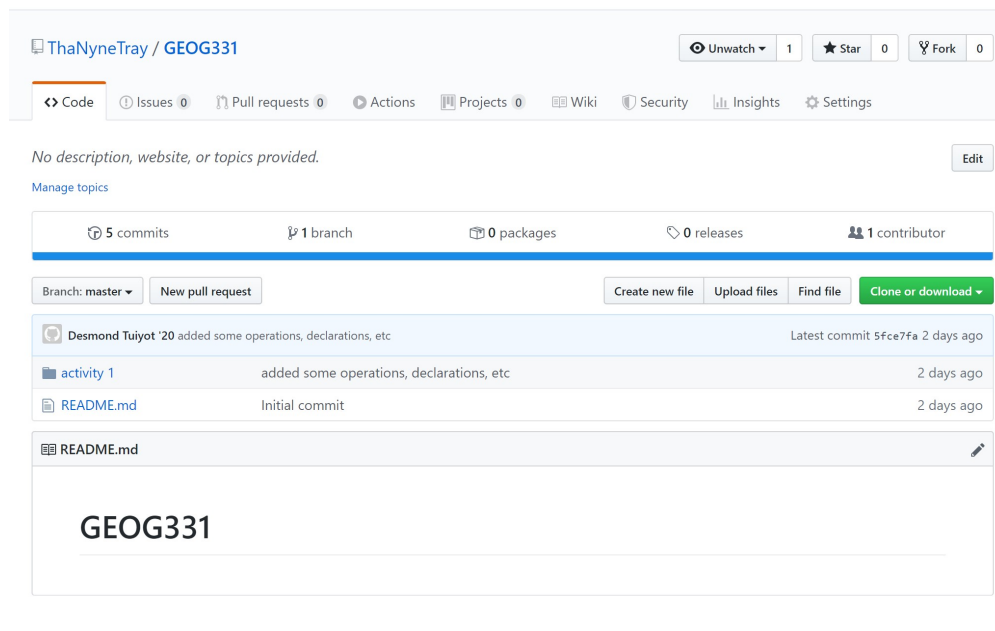 ThaNyneTray / GEOG331
Unwatch 1 Star 0 Fork 0
Code Issues 0 Pull requests 0 Actions Projects 0 Wiki Security Insights Settings
No description, website, or topics provided. Edit
Manage topics
5 commits 1 branch 0 packages 0 releases 1 contributor
Branch: master New pull request Create new file Upload files Find file Clone or download
Desmond Tuiyot '20 added some operations, declarations, etc Latest commit 5fce7fa 2 days ago
activity 1 added some operations, declarations, etc 2 days ago
README.md Initial commit 2 days ago
README.md
GEOG331